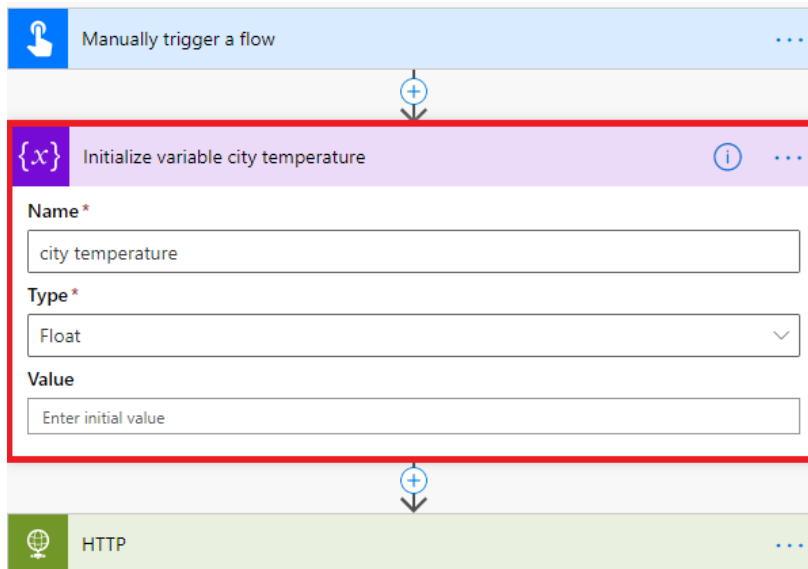 Manually trigger a flow
{x} Initialize variable city temperature
Name*
city temperature
Type*
Float
Value
Enter initial value
HTTP